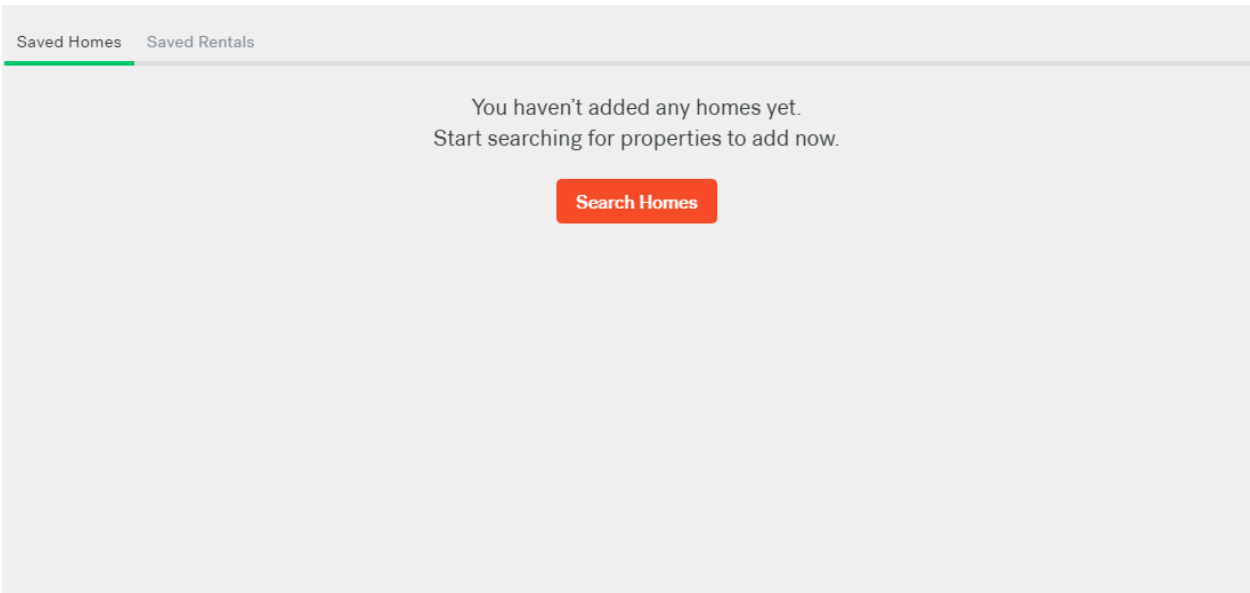 Saved Homes Saved Rentals
You haven’t added any homes yet.
Start searching for properties to add now.
Search Homes